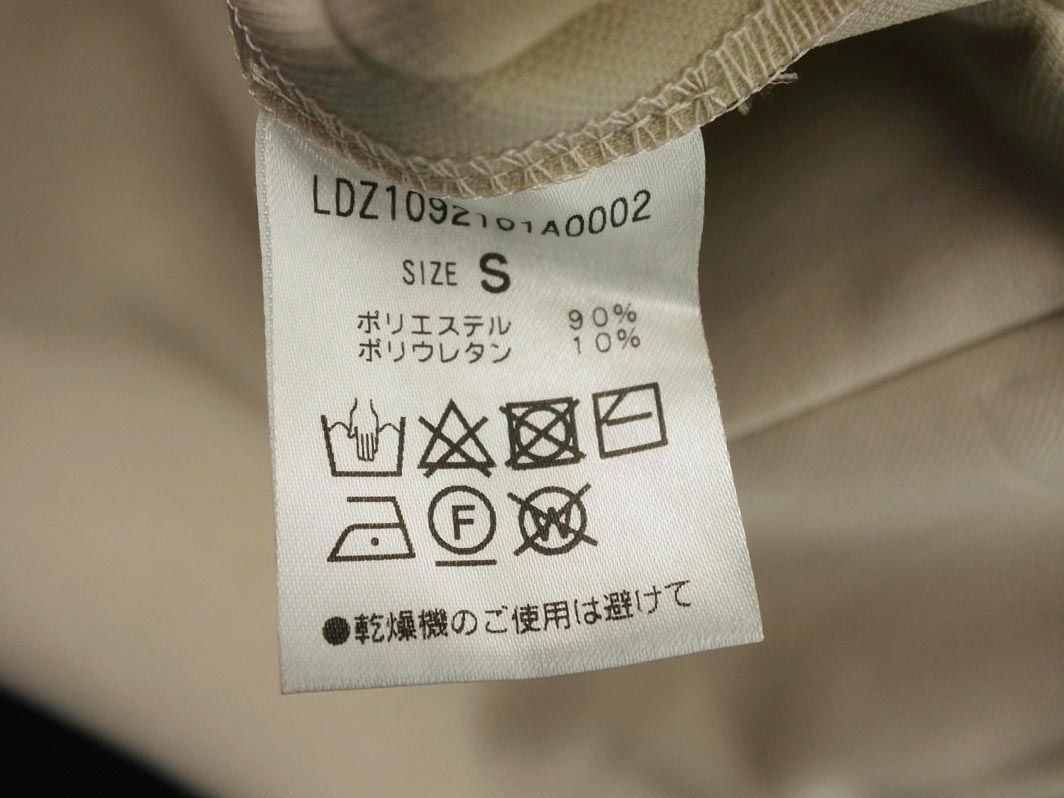 LDZ1092101A0002
SIZE S
ポリエステル 90%
ポリウレタン 10%
F W
●乾燥機のご使用は避けて